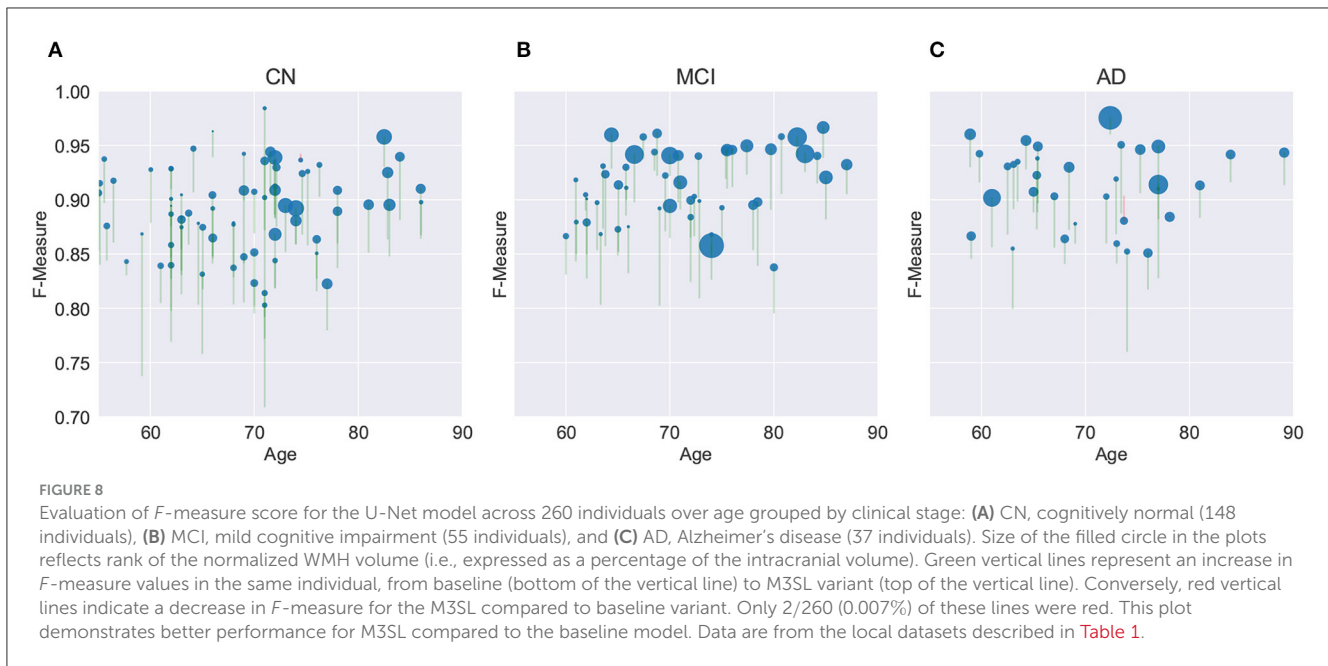 A
B
C
CN
MCI
AD
1.00
0.95
0.90
0.85
0.80
0.75
0.70
F-Measure
F-Measure
F-Measure
60 70 80 90
60 70 80 90
60 70 80 90
Age
Age
Age
FIGURE 8
Evaluation of F-measure score for the U-Net model across 260 individuals over age grouped by clinical stage: (A) CN, cognitively normal (148
individuals), (B) MCI, mild cognitive impairment (55 individuals), and (C) AD, Alzheimer's disease (37 individuals). Size of the filled circle in the plots
reflects rank of the normalized WMH volume (i.e., expressed as a percentage of the intracranial volume). Green vertical lines represent an increase in
F-measure values in the same individual, from baseline (bottom of the vertical line) to M3SL variant (top of the vertical line). Conversely, red vertical
lines indicate a decrease in F-measure for the M3SL compared to baseline variant. Only 2/260 (0.007%) of these lines were red. This plot
demonstrates better performance for M3SL compared to the baseline model. Data are from the local datasets described in Table 1.